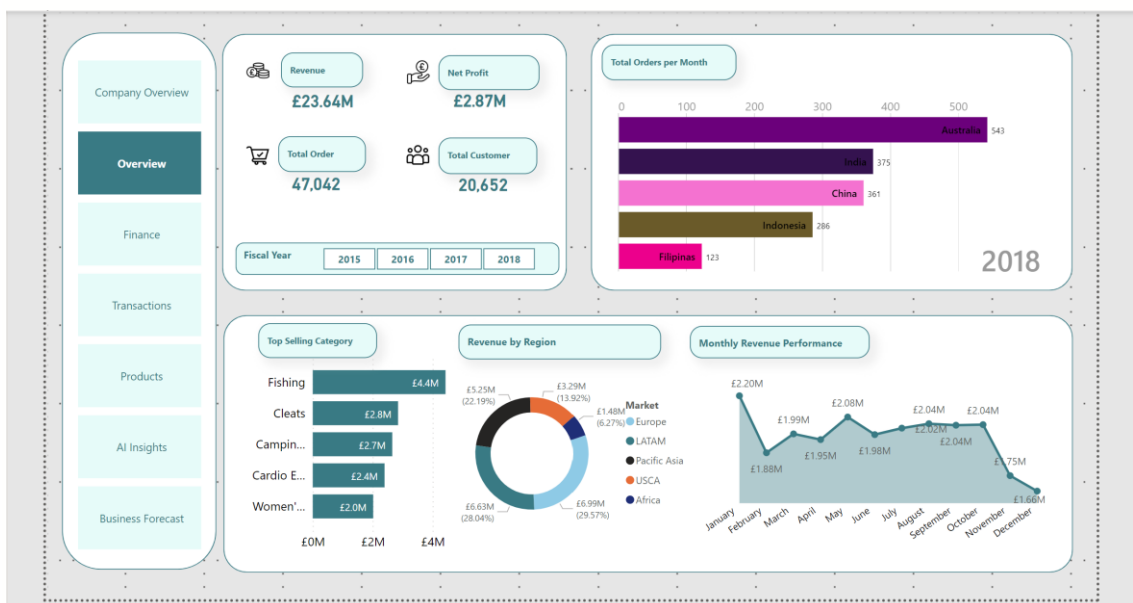 Company Overview
Overview
Finance
Transactions
Products
AI Insights
Business Forecast
Revenue
£23.64M
Net Profit
£2.87M
Total Order
47,042
Total Customer
20,652
Fiscal Year
2015
2016
2017
2018
Total Orders per Month
0 100 200 300 400 500
Australia 543
India 375
China 361
Indonesia 286
Filipinas 123
2018
Top Selling Category
Fishing £4.4M
Cleats £2.8M
Campin... £2.7M
Cardio E... £2.4M
Women'... £2.0M
£0M £2M £4M
Revenue by Region
£3.29M
(13.92%)
£1.48M
(6.27%)
£6.99M
(29.57%)
£6.63M
(28.04%)
£5.25M
(22.19%)
Market
Europe
LATAM
Pacific Asia
USCA
Africa
Monthly Revenue Performance
£2.20M
£1.88M
£1.99M
£1.95M
£2.08M
£1.98M
£2.02M
£2.04M
£2.04M
£2.04M
£1.75M
£1.66M
January
February
March
April
May
June
July
August
September
October
November
December